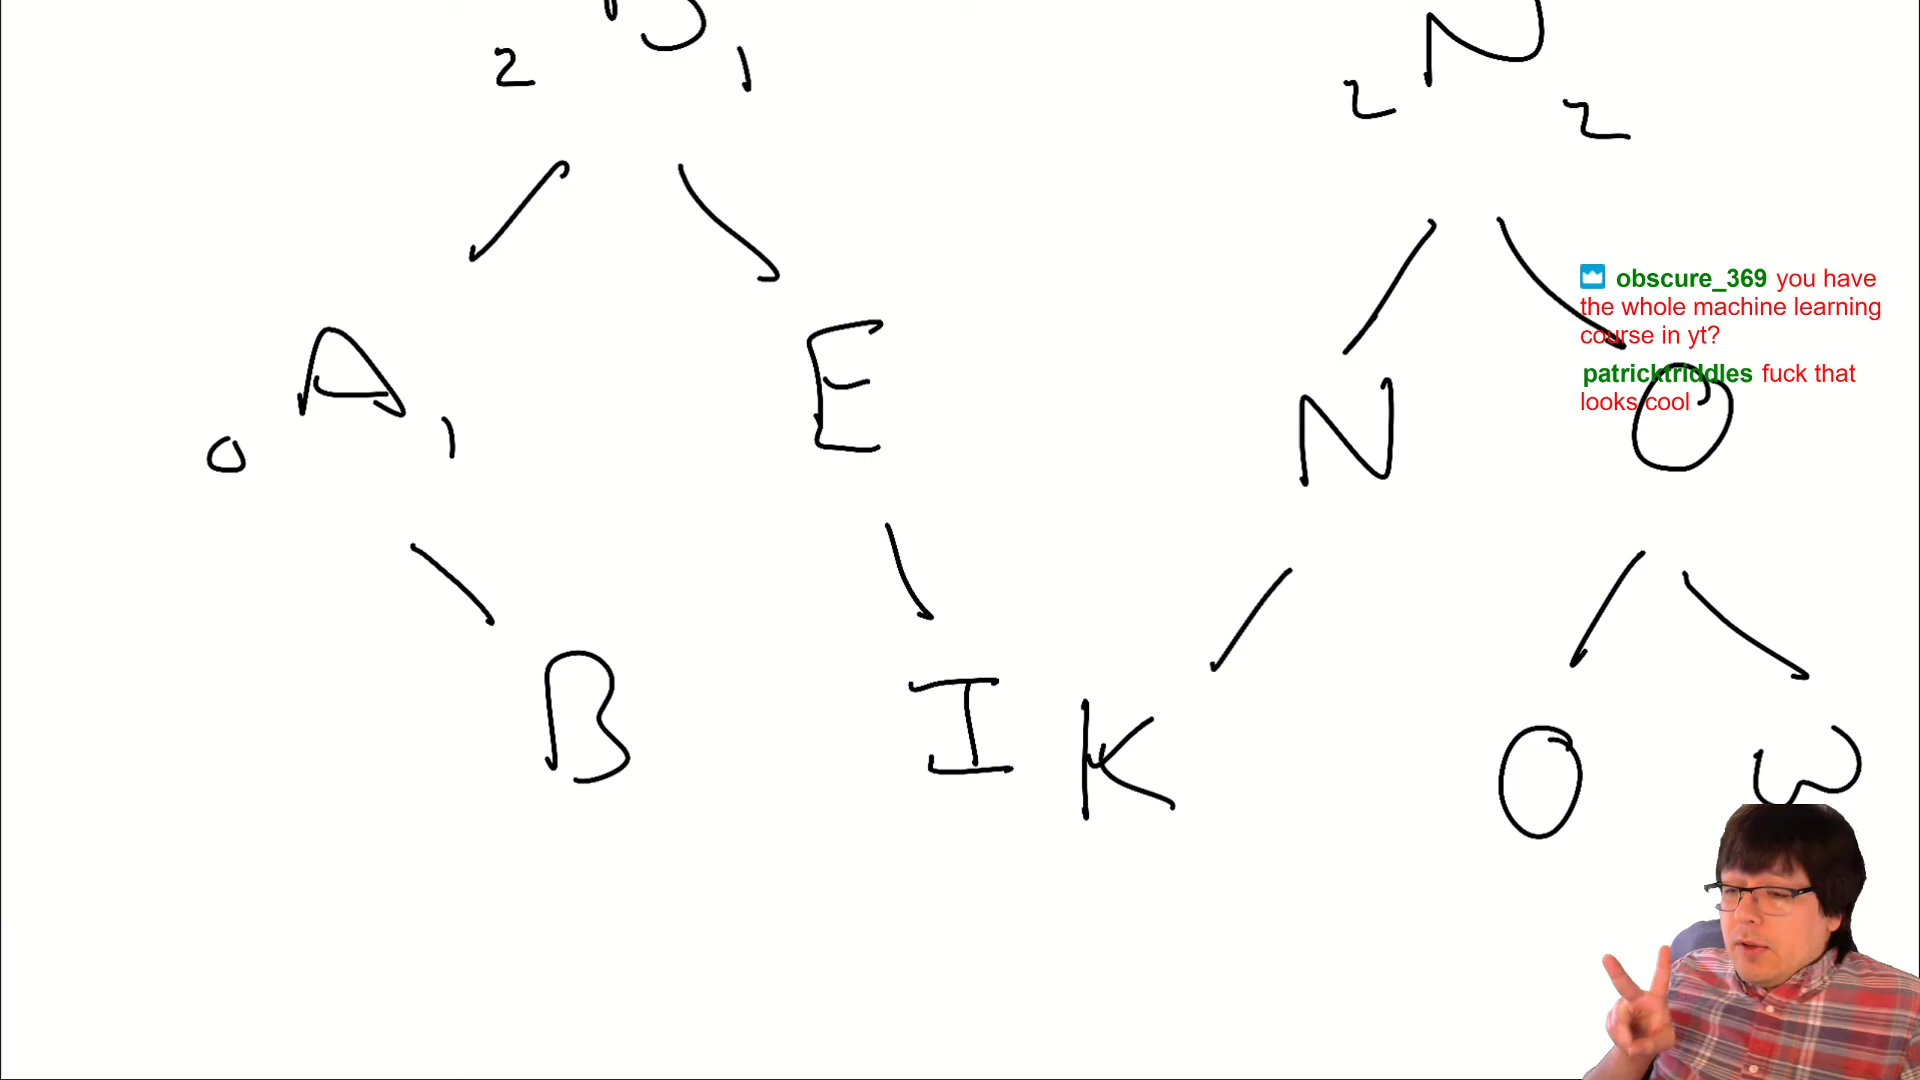 2 1
N
2 2
obscure_369 you have
the whole machine learning
course in yt?
patricktriddles fuck that
looks cool
A E N O
0 1
B I K O W